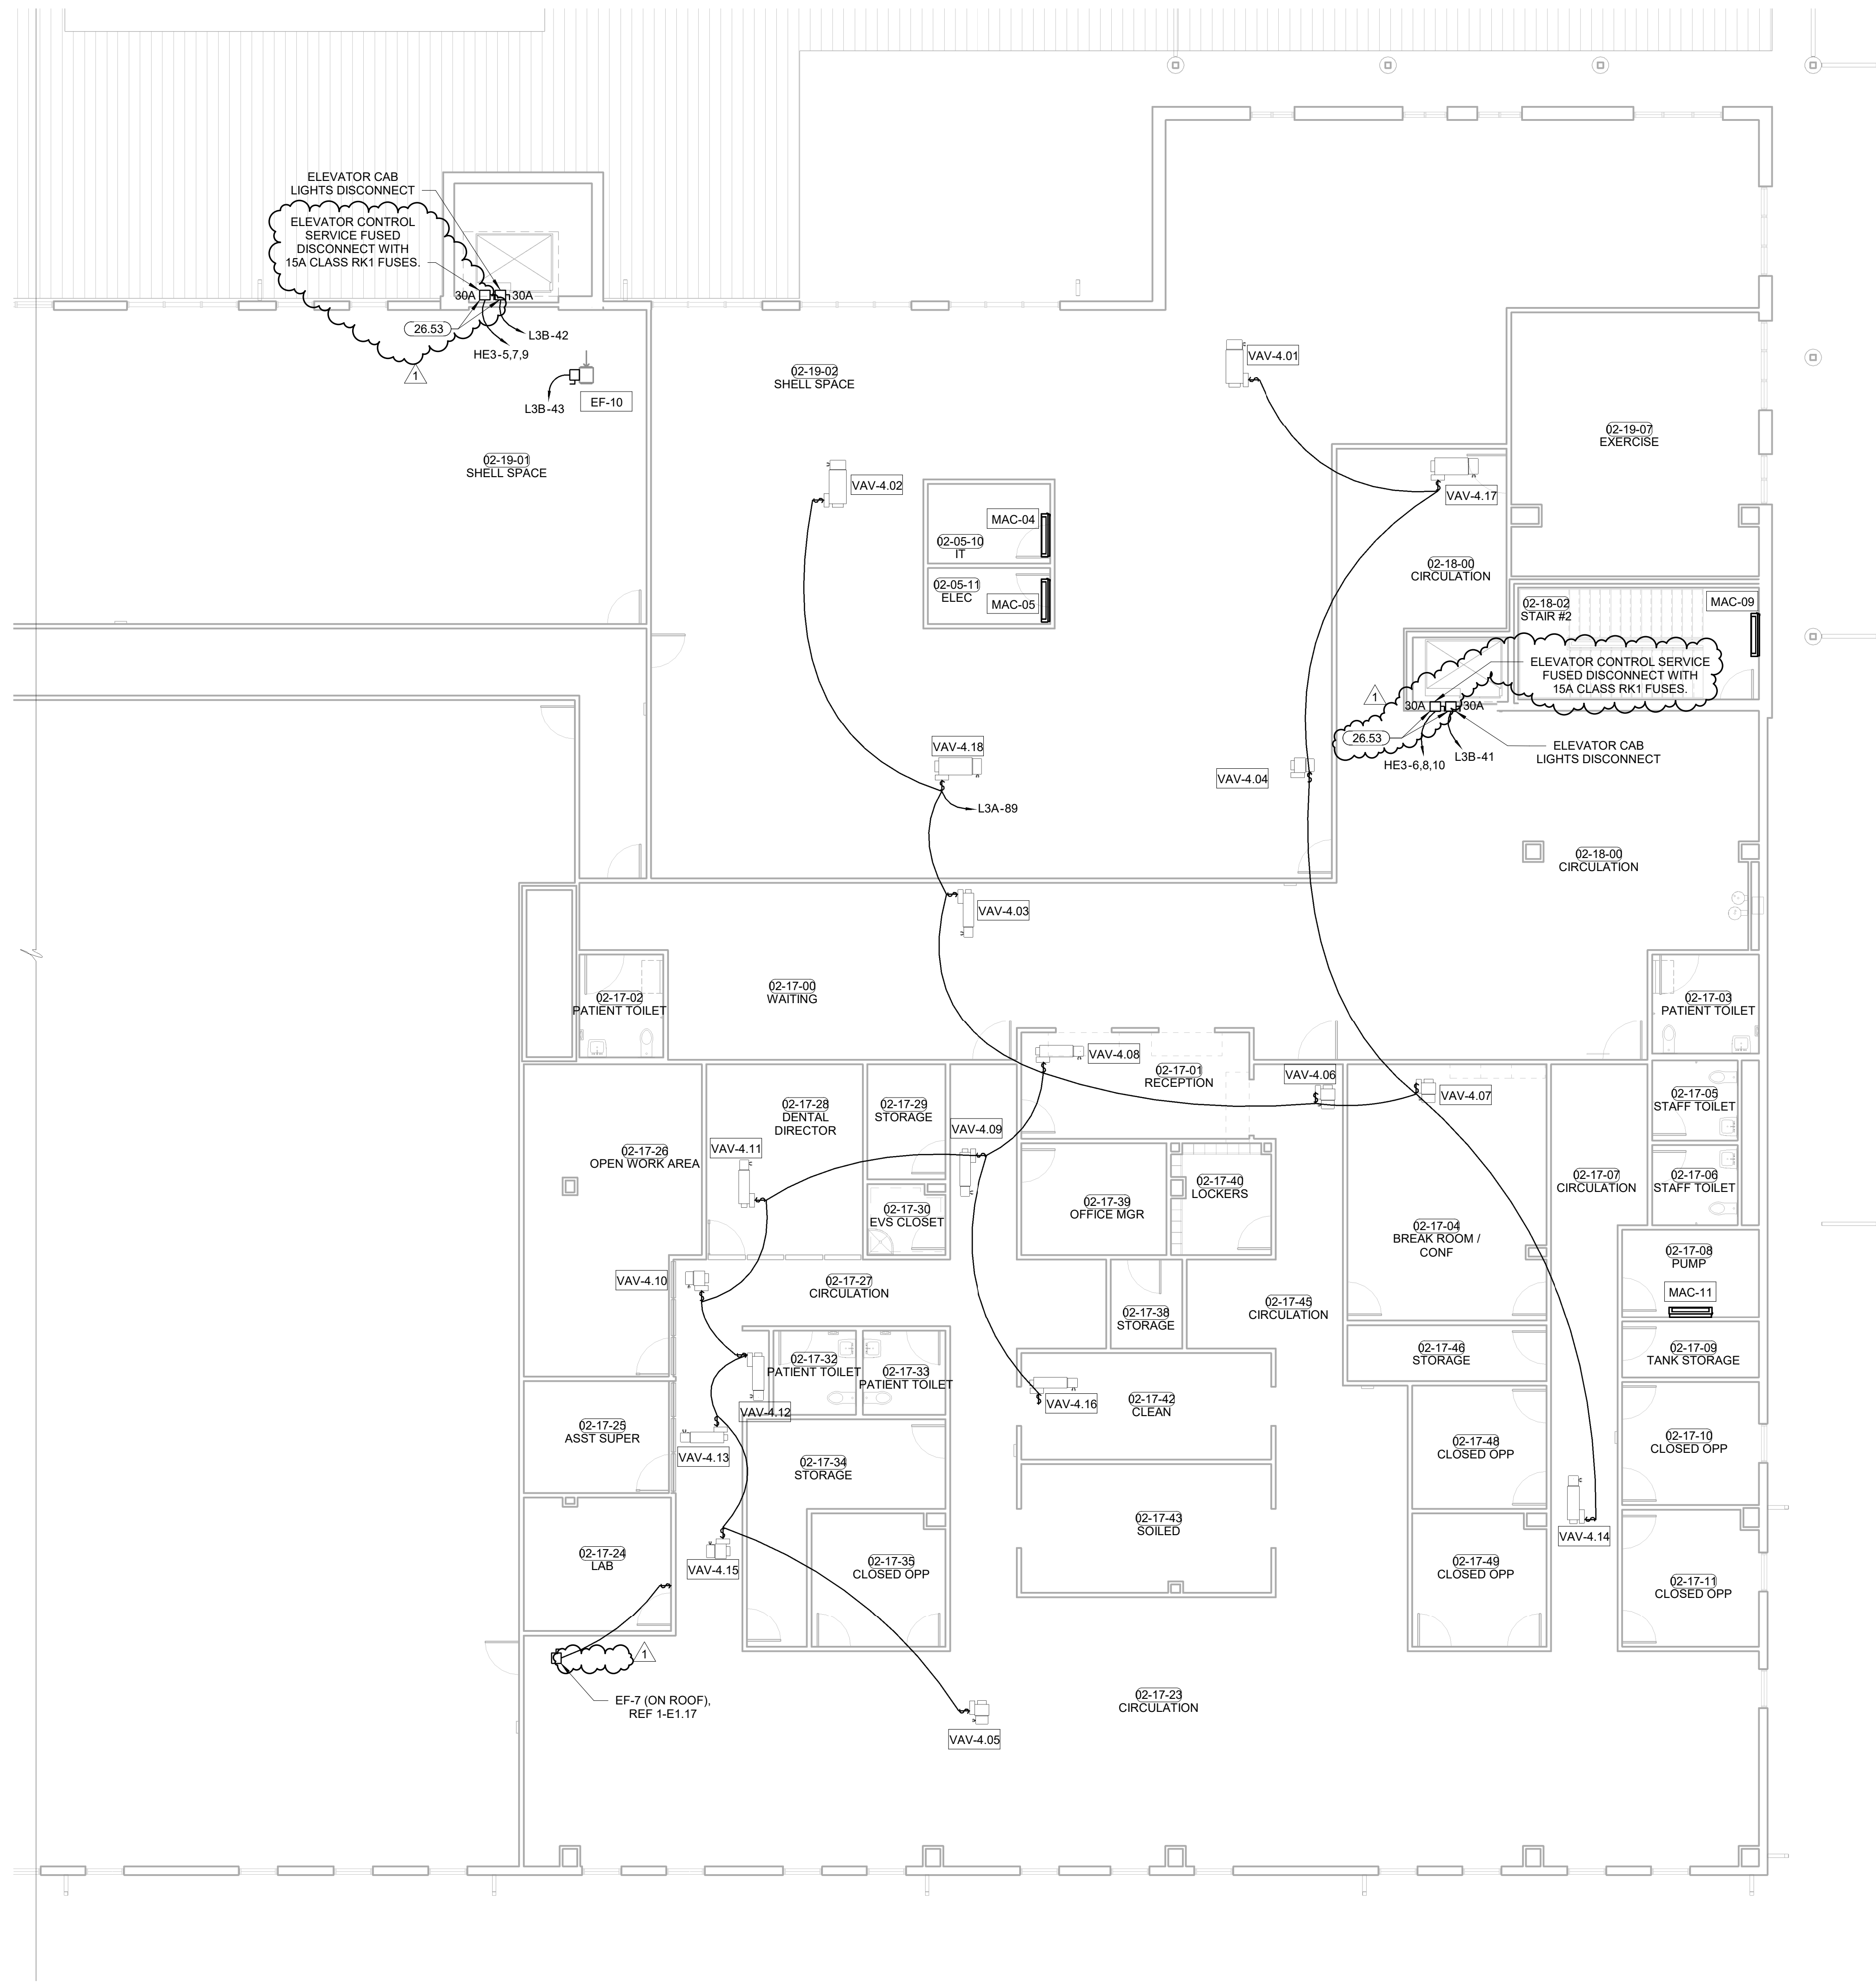 ELEVATOR CAB
LIGHTS DISCONNECT
ELEVATOR CONTROL
SERVICE FUSED
DISCONNECT WITH
15A CLASS RK1 FUSES.
30A
30A
26.53
L3B-42
HE3-5,7,9
1
L3B-43
EF-10
02-19-01
SHELL SPACE
02-19-02
SHELL SPACE
VAV-4.01
VAV-4.02
VAV-4.17
02-19-07
EXERCISE
MAC-04
02-05-10
IT
02-05-11
ELEC
MAC-05
02-18-00
CIRCULATION
02-18-02
STAIR #2
MAC-09
ELEVATOR CONTROL SERVICE
FUSED DISCONNECT WITH
15A CLASS RK1 FUSES.
1
30A
30A
26.53
HE3-6,8,10
L3B-41
ELEVATOR CAB
LIGHTS DISCONNECT
VAV-4.18
L3A-89
VAV-4.04
02-18-00
CIRCULATION
VAV-4.03
02-17-02
PATIENT TOILET
02-17-00
WAITING
02-17-03
PATIENT TOILET
VAV-4.08
02-17-01
RECEPTION
VAV-4.06
VAV-4.07
02-17-05
STAFF TOILET
02-17-28
DENTAL
DIRECTOR
02-17-29
STORAGE
VAV-4.09
VAV-4.11
02-17-26
OPEN WORK AREA
02-17-30
EVS CLOSET
02-17-39
OFFICE MGR
02-17-40
LOCKERS
02-17-04
BREAK ROOM /
CONF
02-17-07
CIRCULATION
02-17-06
STAFF TOILET
02-17-08
PUMP
MAC-11
VAV-4.10
02-17-27
CIRCULATION
02-17-38
STORAGE
02-17-45
CIRCULATION
02-17-46
STORAGE
02-17-09
TANK STORAGE
02-17-32
PATIENT TOILET
02-17-33
PATIENT TOILET
VAV-4.12
VAV-4.16
02-17-42
CLEAN
02-17-25
ASST SUPER
VAV-4.13
02-17-34
STORAGE
02-17-48
CLOSED OPP
02-17-10
CLOSED OPP
02-17-43
SOILED
VAV-4.14
02-17-24
LAB
VAV-4.15
02-17-35
CLOSED OPP
02-17-49
CLOSED OPP
02-17-11
CLOSED OPP
1
EF-7 (ON ROOF),
REF 1-E1.17
02-17-23
CIRCULATION
VAV-4.05